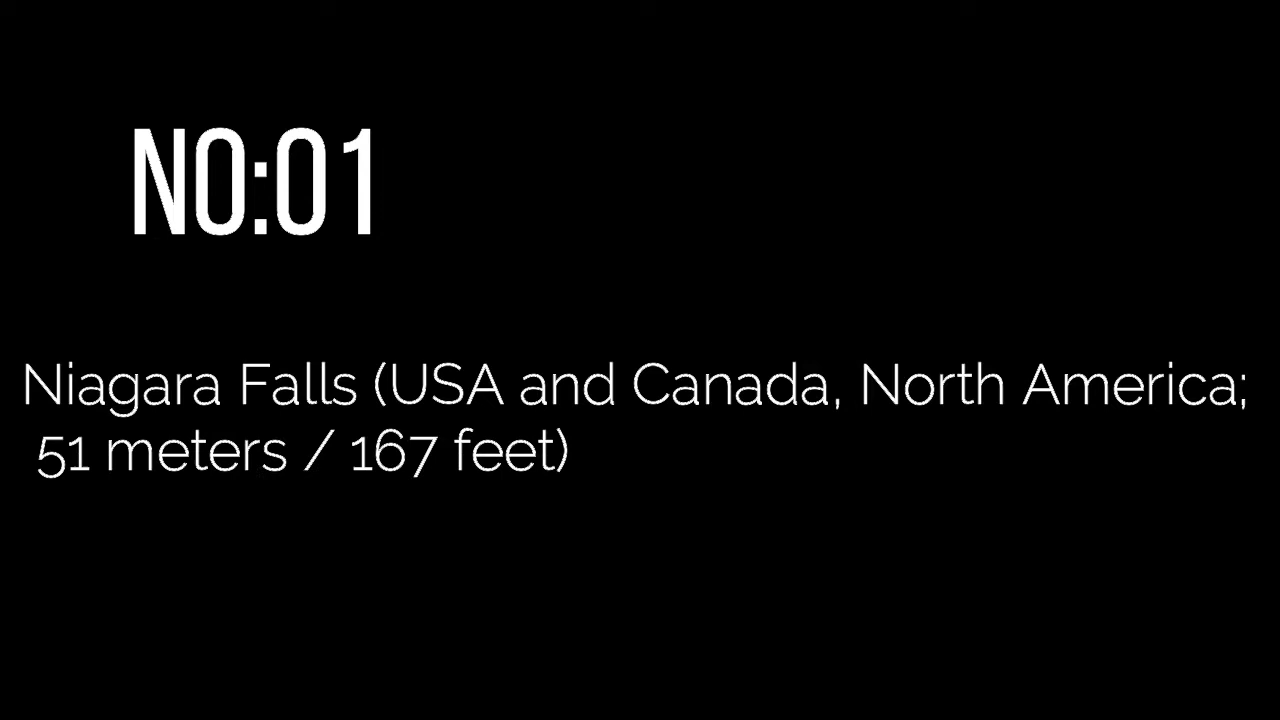 NO:01
Niagara Falls (USA and Canada, North America;
51 meters / 167 feet)